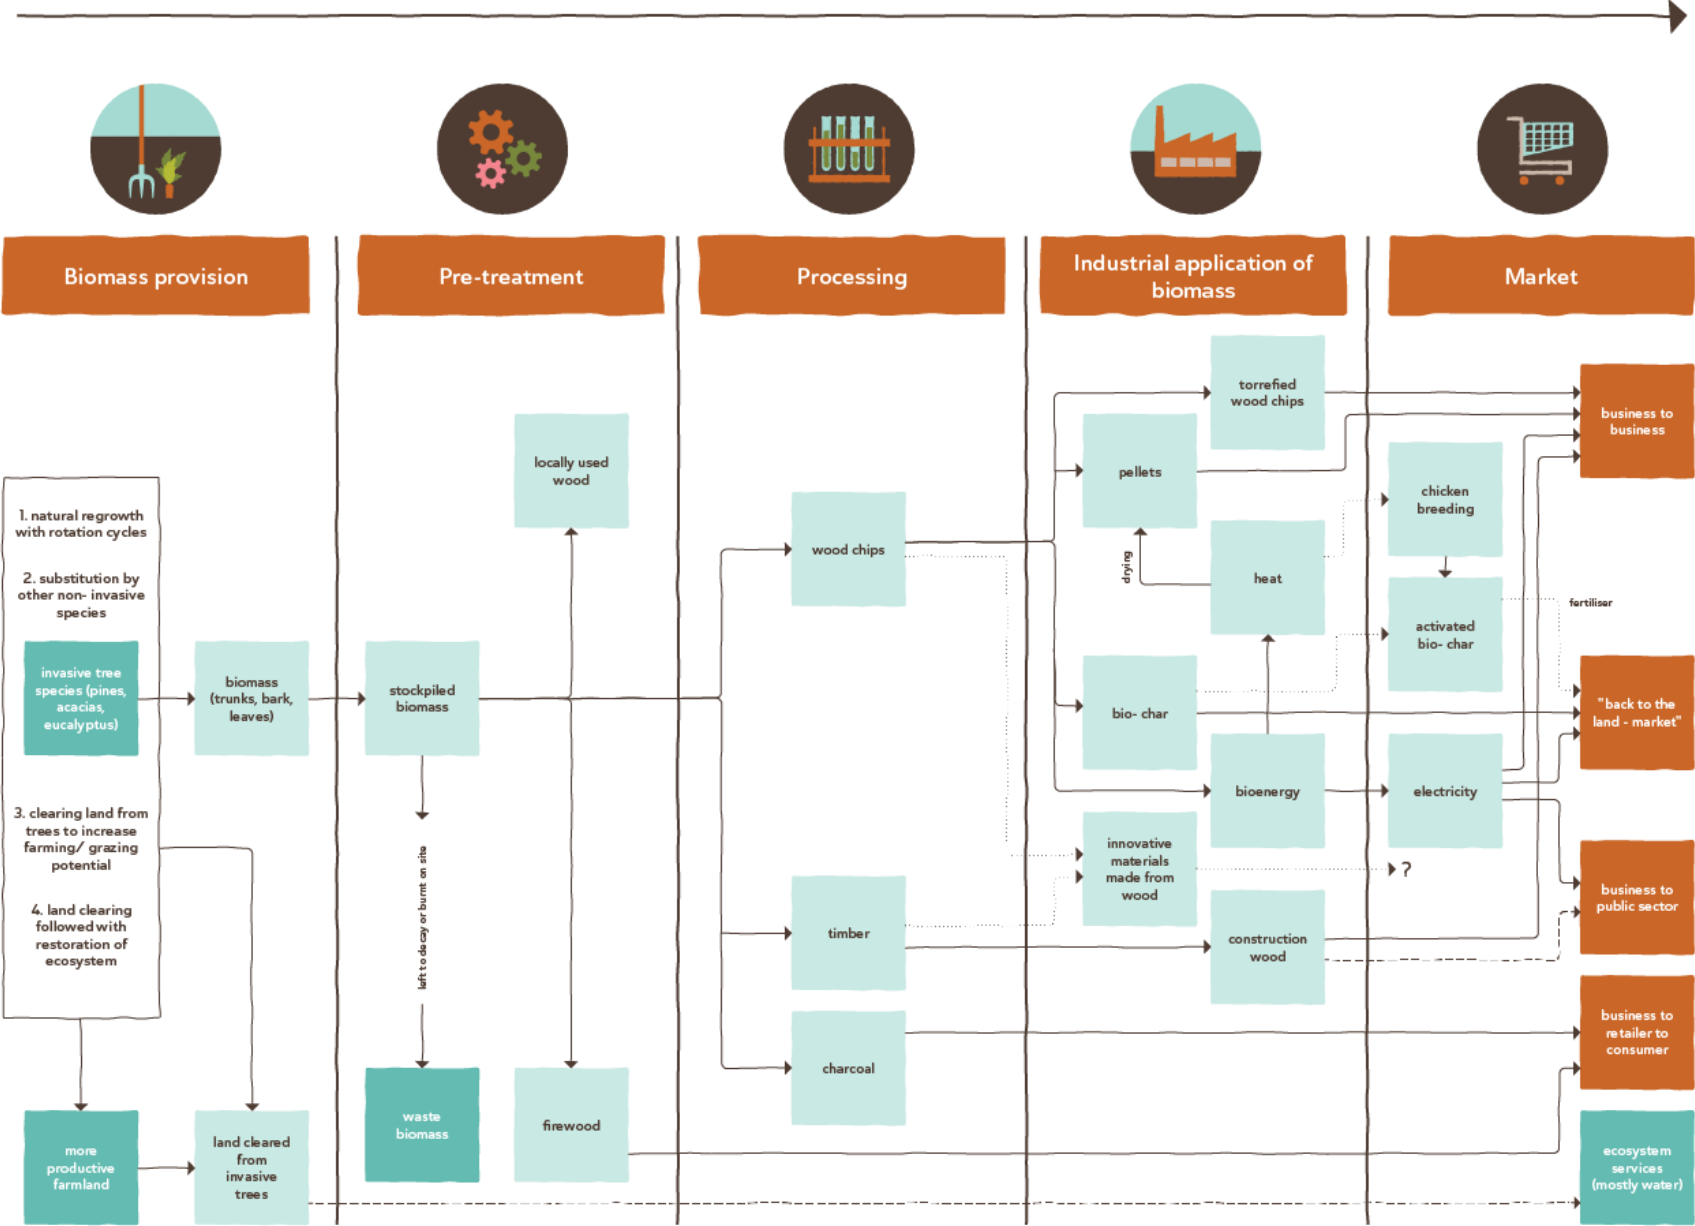 Biomass provision
Pre-treatment
Processing
Industrial application of
biomass
Market
1. natural regrowth
with rotation cycles
2. substitution by
other non- invasive
species
invasive tree
species (pines,
acacias,
eucalyptus)
biomass
(trunks, bark,
leaves)
3. clearing land from
trees to increase
farming/ grazing
potential
4. land clearing
followed with
restoration of
ecosystem
more
productive
farmland
land cleared
from
invasive
trees
locally used
wood
stockpiled
biomass
left to decay or burnt on site
waste
biomass
firewood
wood chips
timber
charcoal
torrefied
wood chips
pellets
drying
heat
bio- char
bioenergy
innovative
materials
made from
wood
construction
wood
chicken
breeding
activated
bio- char
fertiliser
electricity
?
business to
business
"back to the
land - market"
business to
public sector
business to
retailer to
consumer
ecosystem
services
(mostly water)